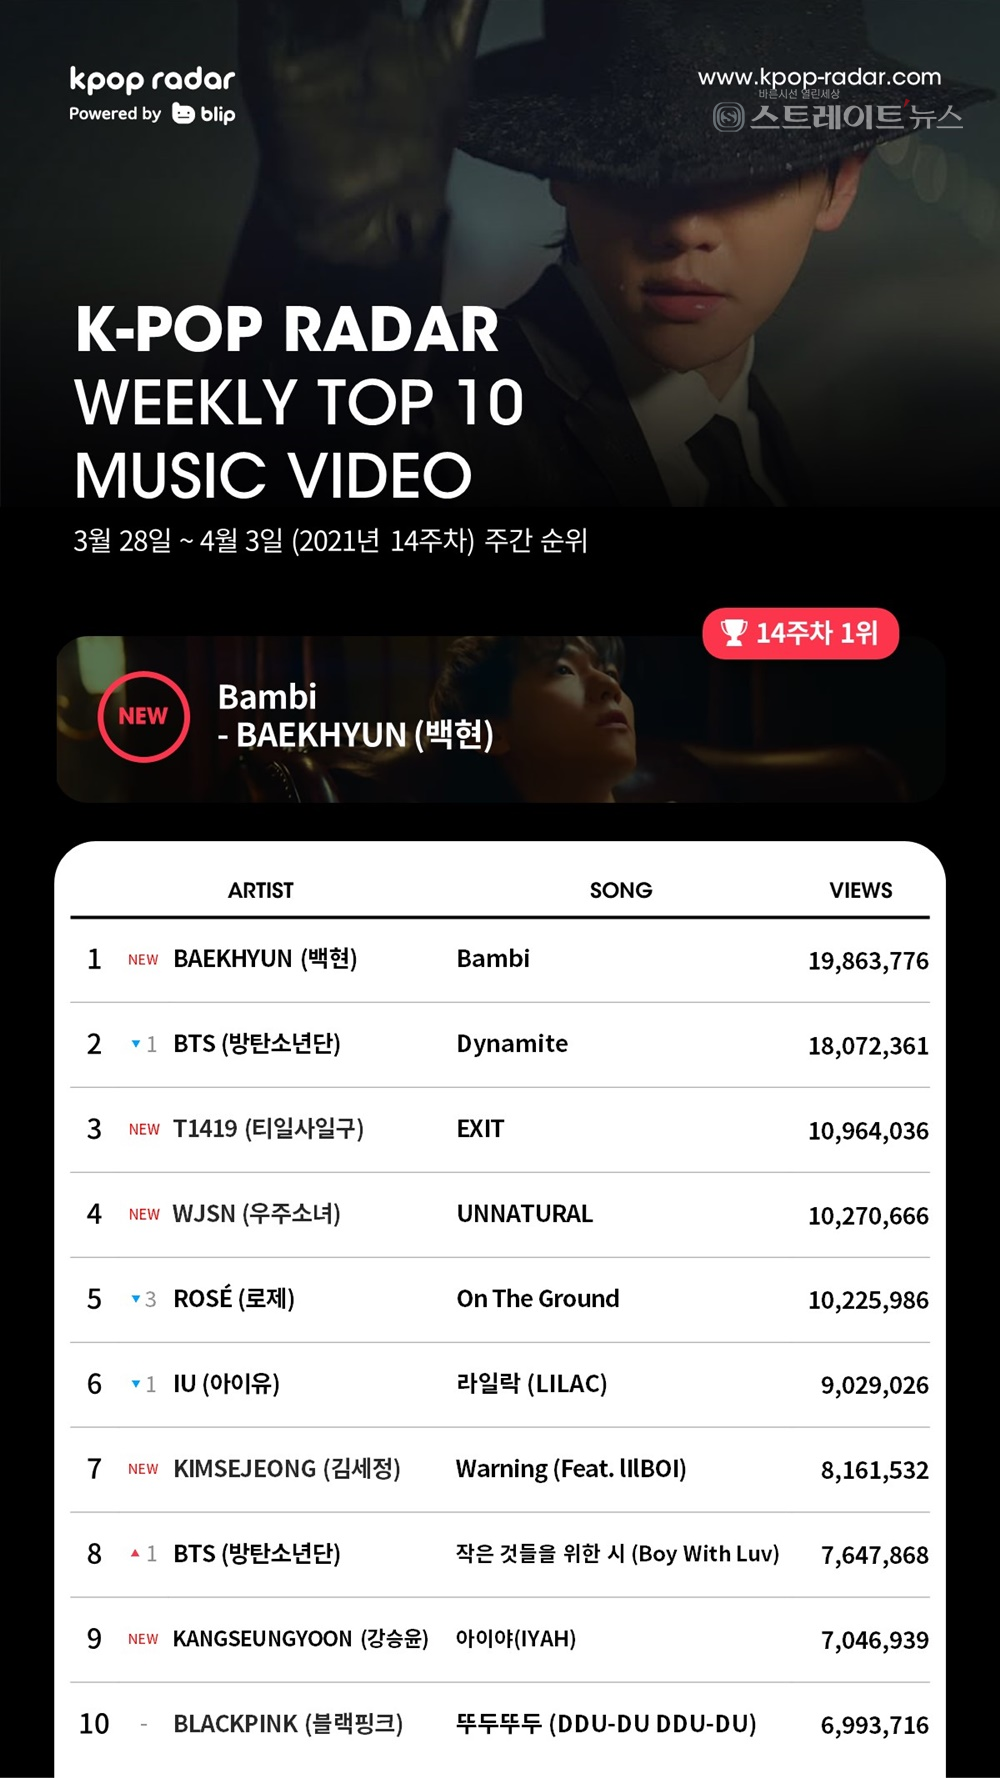 kpop radar
Powered by blip
www.kpop-radar.com
바른시선 열린세상
스트레이트'뉴스
K-POP RADAR
WEEKLY TOP 10
MUSIC VIDEO
3월 28일 ~ 4월 3일 (2021년 14주차) 주간 순위
14주차 1위
NEW
Bambi
- BAEKHYUN (백현)
ARTIST SONG VIEWS
1 NEW BAEKHYUN (백현) Bambi 19,863,776
2 ▼ 1 BTS (방탄소년단) Dynamite 18,072,361
3 NEW T1419 (티일사일구) EXIT 10,964,036
4 NEW WJSN (우주소녀) UNNATURAL 10,270,666
5 ▼ 3 ROSÉ (로제) On The Ground 10,225,986
6 ▼ 1 IU (아이유) 라일락 (LILAC) 9,029,026
7 NEW KIMSEJEONG (김세정) Warning (Feat. lIlBOI) 8,161,532
8 ▲ 1 BTS (방탄소년단) 작은 것들을 위한 시 (Boy With Luv) 7,647,868
9 NEW KANGSEUNGYOON (강승윤) 아이야(IYAH) 7,046,939
10 - BLACKPINK (블랙핑크) 뚜두뚜두 (DDU-DU DDU-DU) 6,993,716